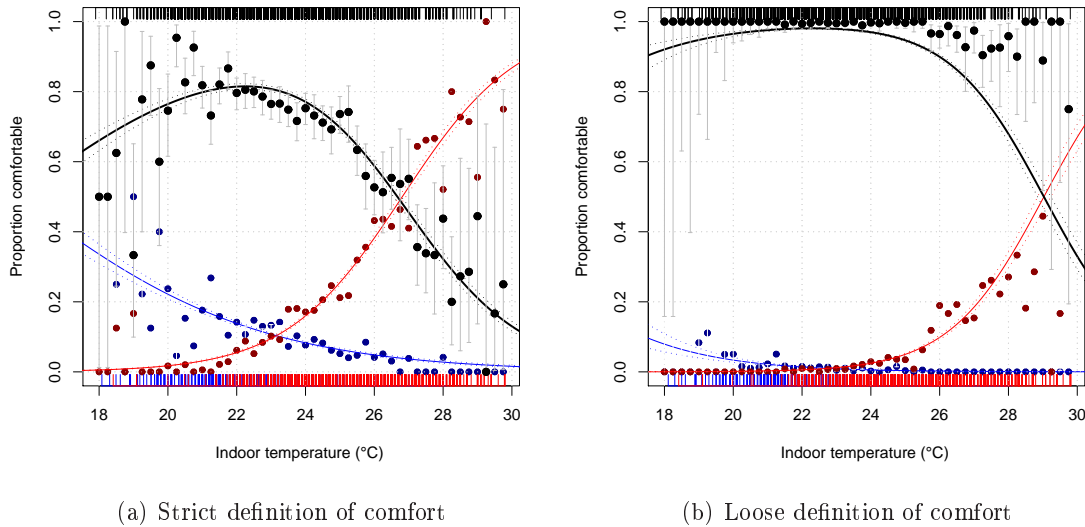 Proportion comfortable
1.0
0.8
0.6
0.4
0.2
0.0
18 20 22 24 26 28 30
Indoor temperature (°C)
(a) Strict definition of comfort
Proportion comfortable
1.0
0.8
0.6
0.4
0.2
0.0
18 20 22 24 26 28 30
Indoor temperature (°C)
(b) Loose definition of comfort